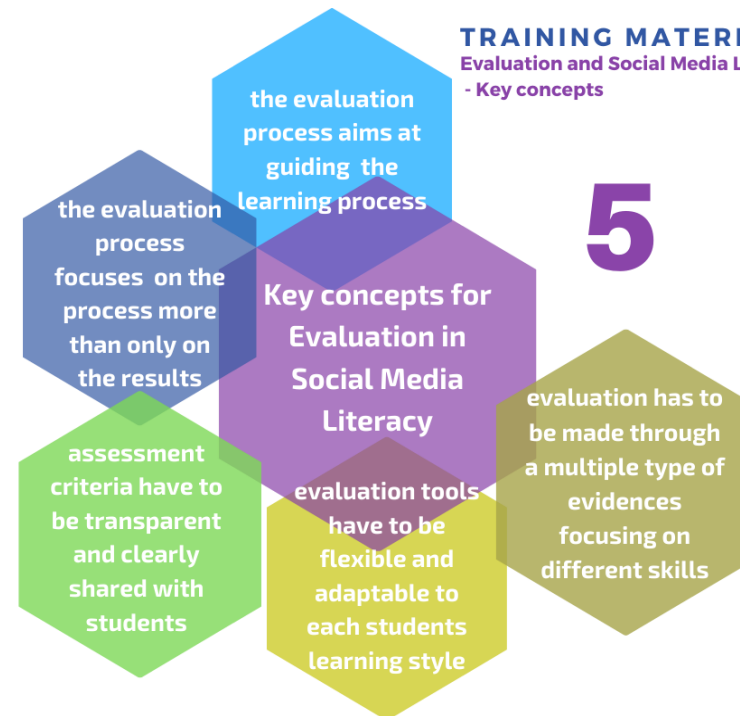 TRAINING MATER
Evaluation and Social Media L
- Key concepts
5
the evaluation
process aims at
guiding the
learning process
the evaluation
process
focuses on the
process more
than only on
the results
Key concepts for
Evaluation in
Social Media
Literacy
evaluation has to
be made through
a multiple type of
evidences
focusing on
different skills
assessment
criteria have to
be transparent
and clearly
shared with
students
evaluation tools
have to be
flexible and
adaptable to
each students
learning style